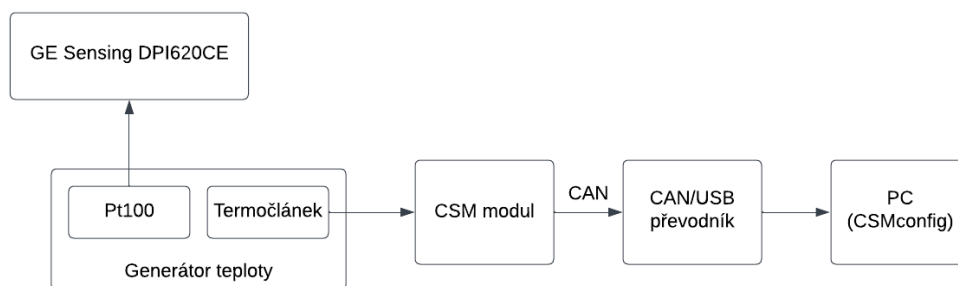 GE Sensing DPI620CE
Pt100
Termočlánek
Generátor teploty
CSM modul
CAN
CAN/USB
převodník
PC
(CSMconfig)